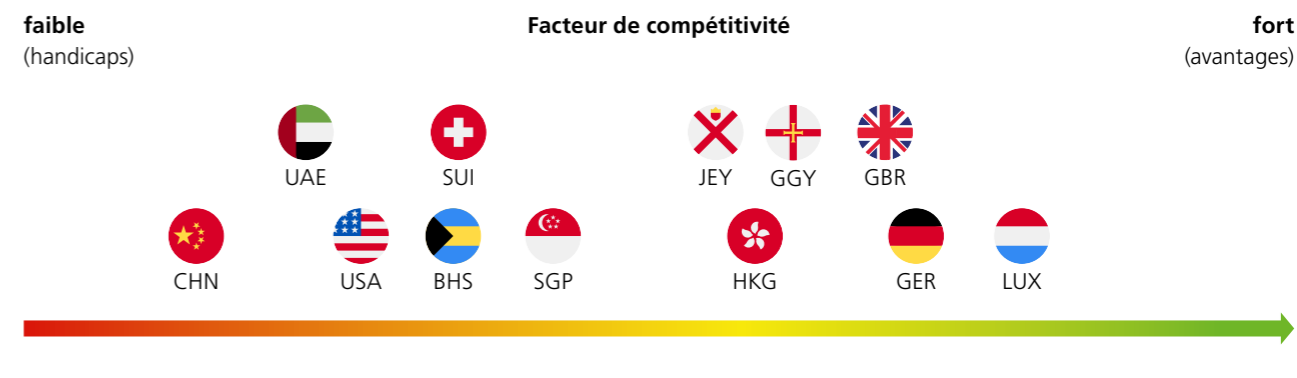 faible Facteur de compétitivité fort
(handicaps) (avantages)
UAE SUI JEY GGY GBR
CHN USA BHS SGP HKG GER LUX